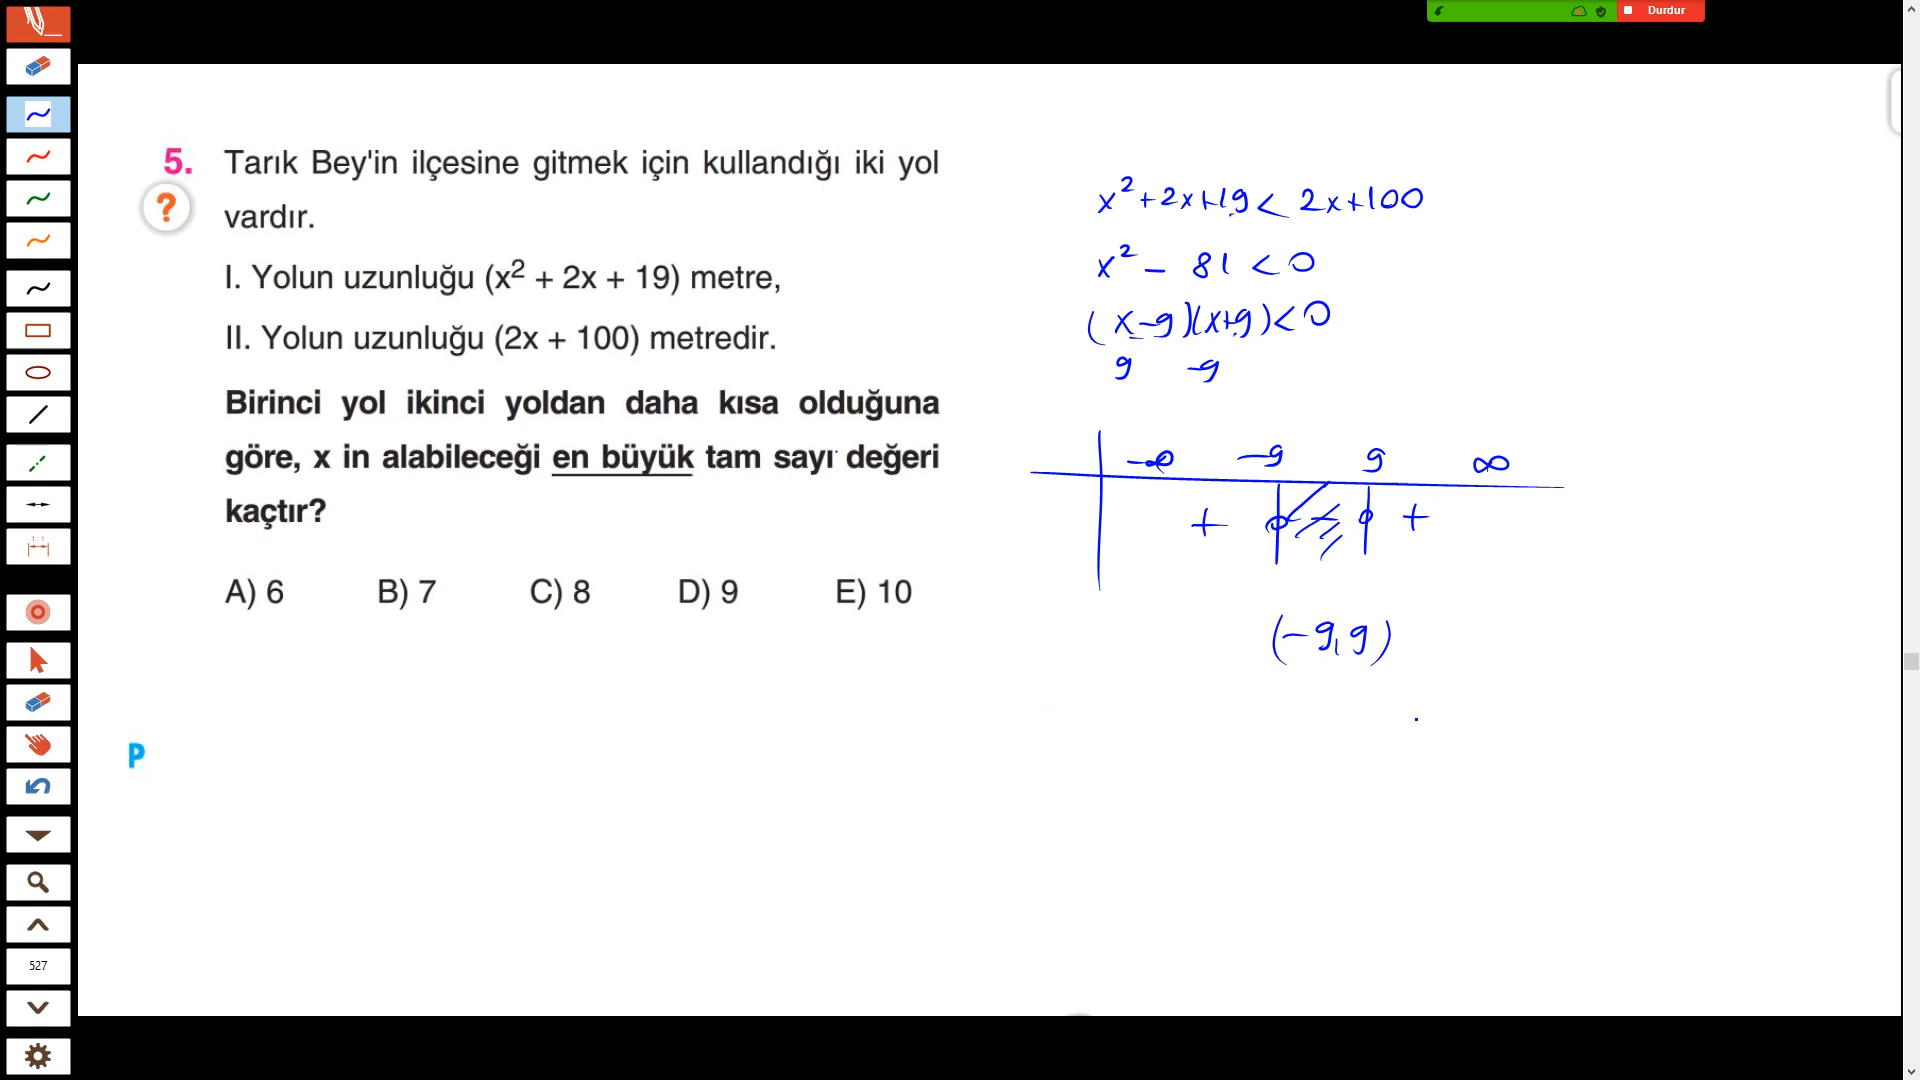 Durdur
5. Tarık Bey'in ilçesine gitmek için kullandığı iki yol
vardır.
I. Yolun uzunluğu (x² + 2x + 19) metre,
II. Yolun uzunluğu (2x + 100) metredir.
Birinci yol ikinci yoldan daha kısa olduğuna
göre, x in alabileceği en büyük tam sayı değeri
kaçtır?
A) 6 B) 7 C) 8 D) 9 E) 10
x² + 2x + 19 < 2x + 100
x² - 81 < 0
(x - 9)(x + 9) < 0
9 -9
-∞ -9 9 ∞
+ - +
(-9, 9)
P
1:1
527